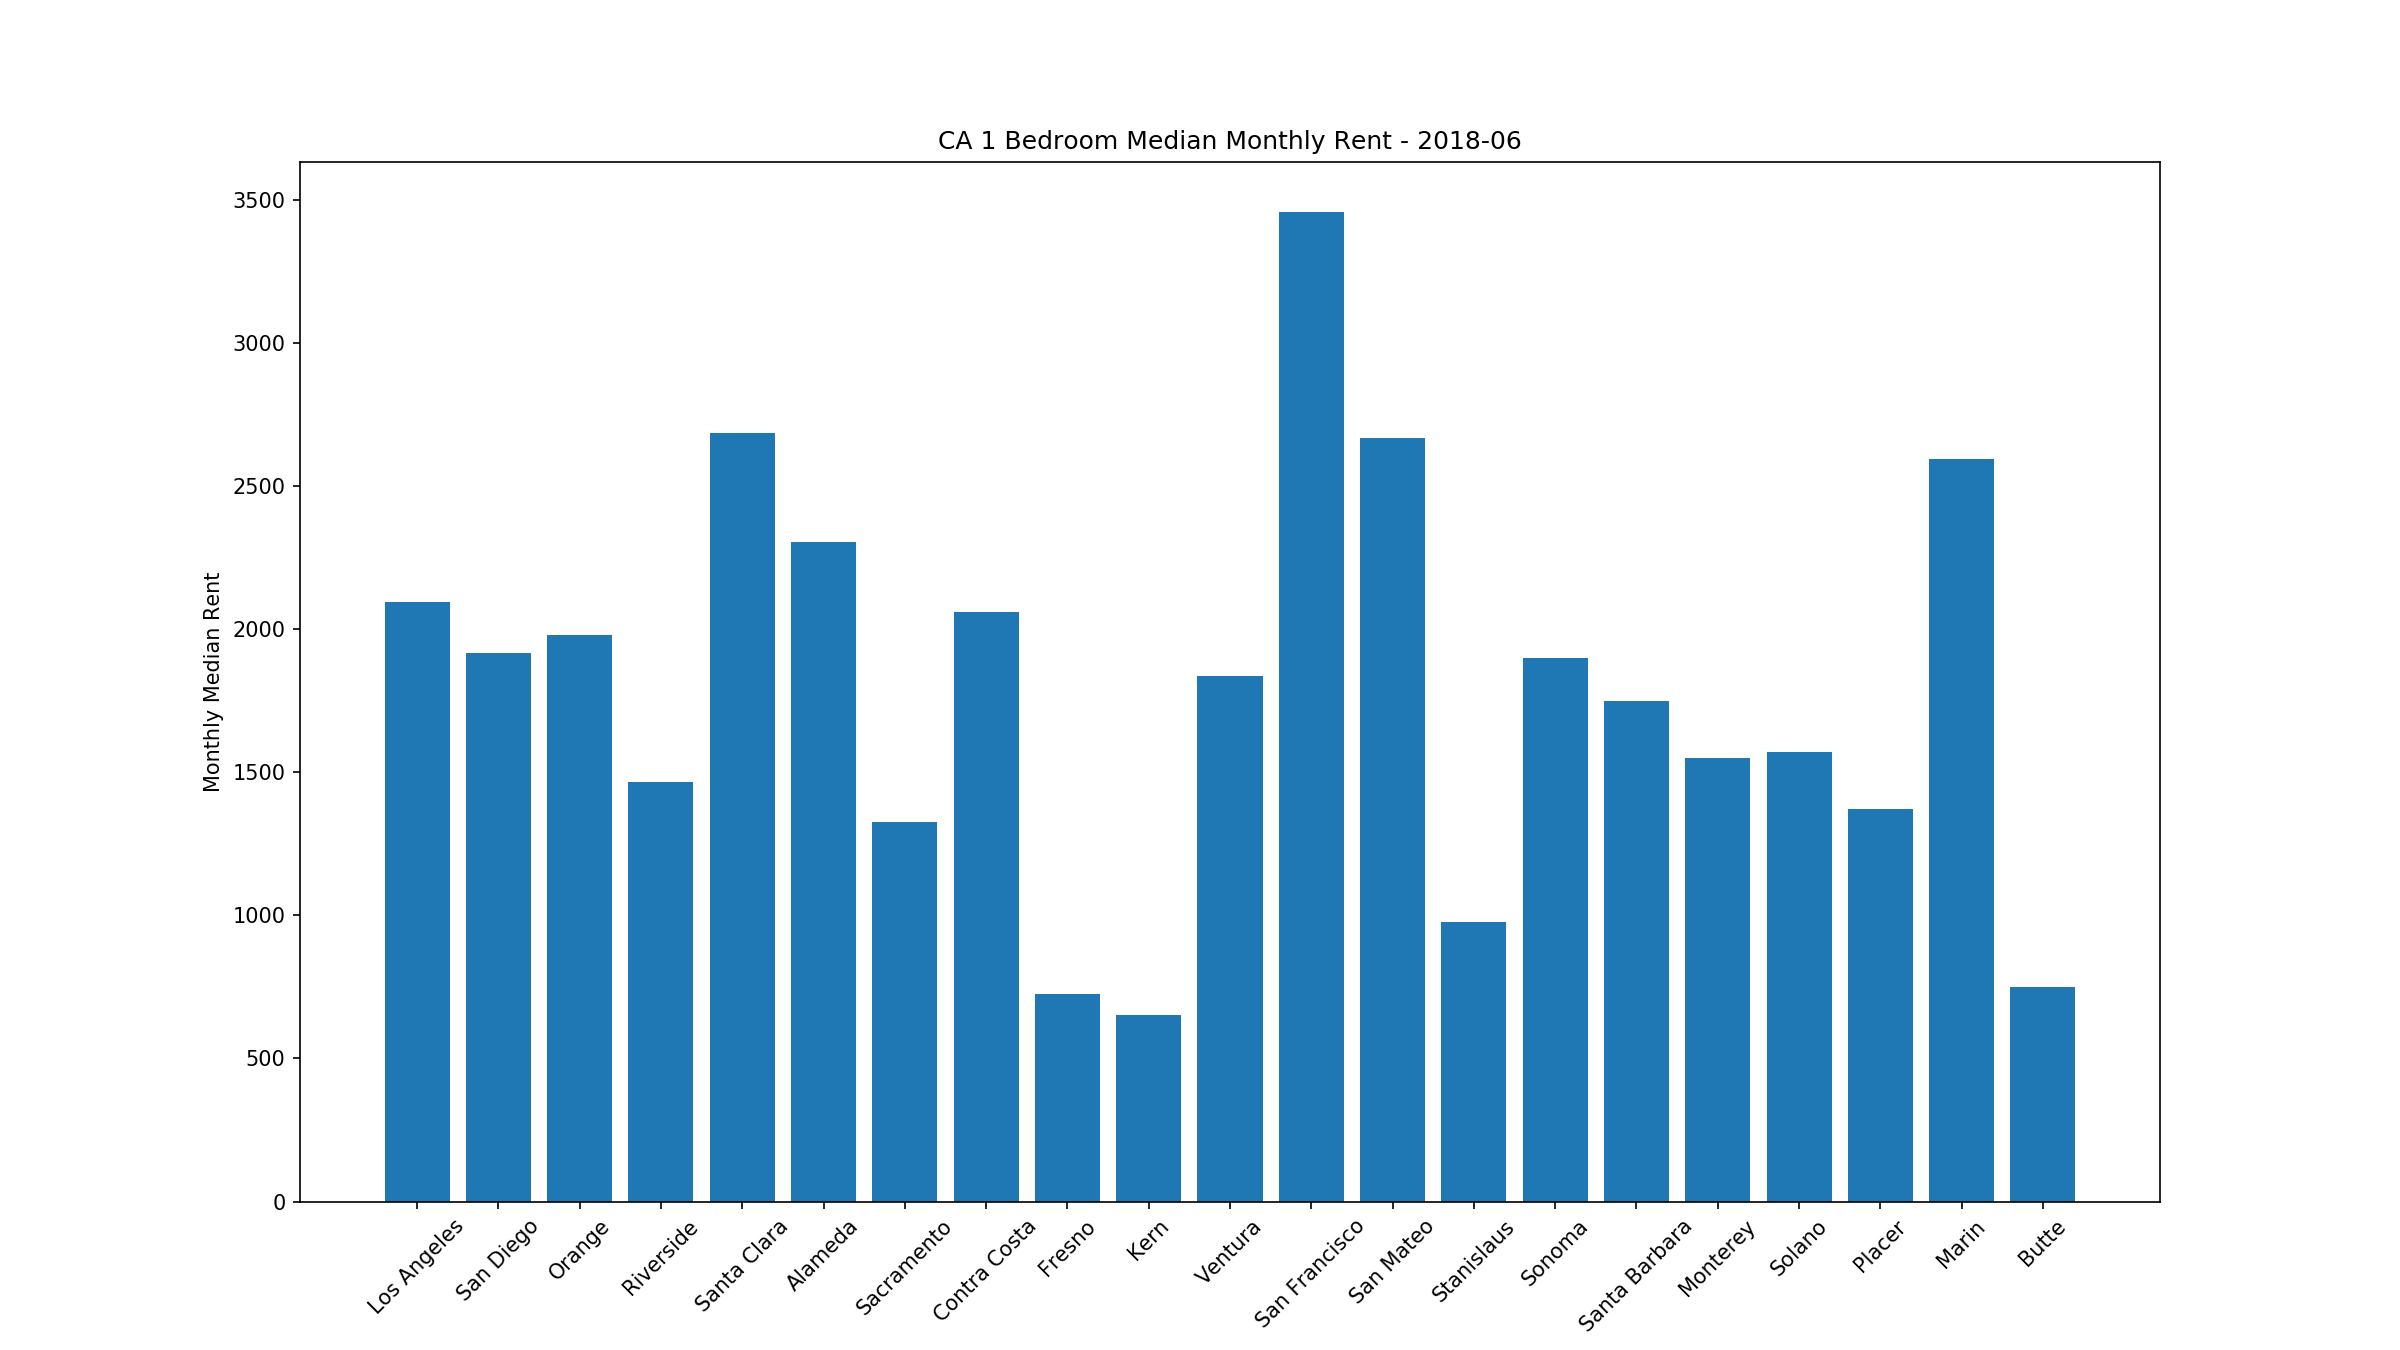 CA 1 Bedroom Median Monthly Rent - 2018-06
Monthly Median Rent
3500
3000
2500
2000
1500
1000
500
0
Los Angeles
San Diego
Orange
Riverside
Santa Clara
Alameda
Sacramento
Contra Costa
Fresno
Kern
Ventura
San Francisco
San Mateo
Stanislaus
Sonoma
Santa Barbara
Monterey
Solano
Placer
Marin
Butte